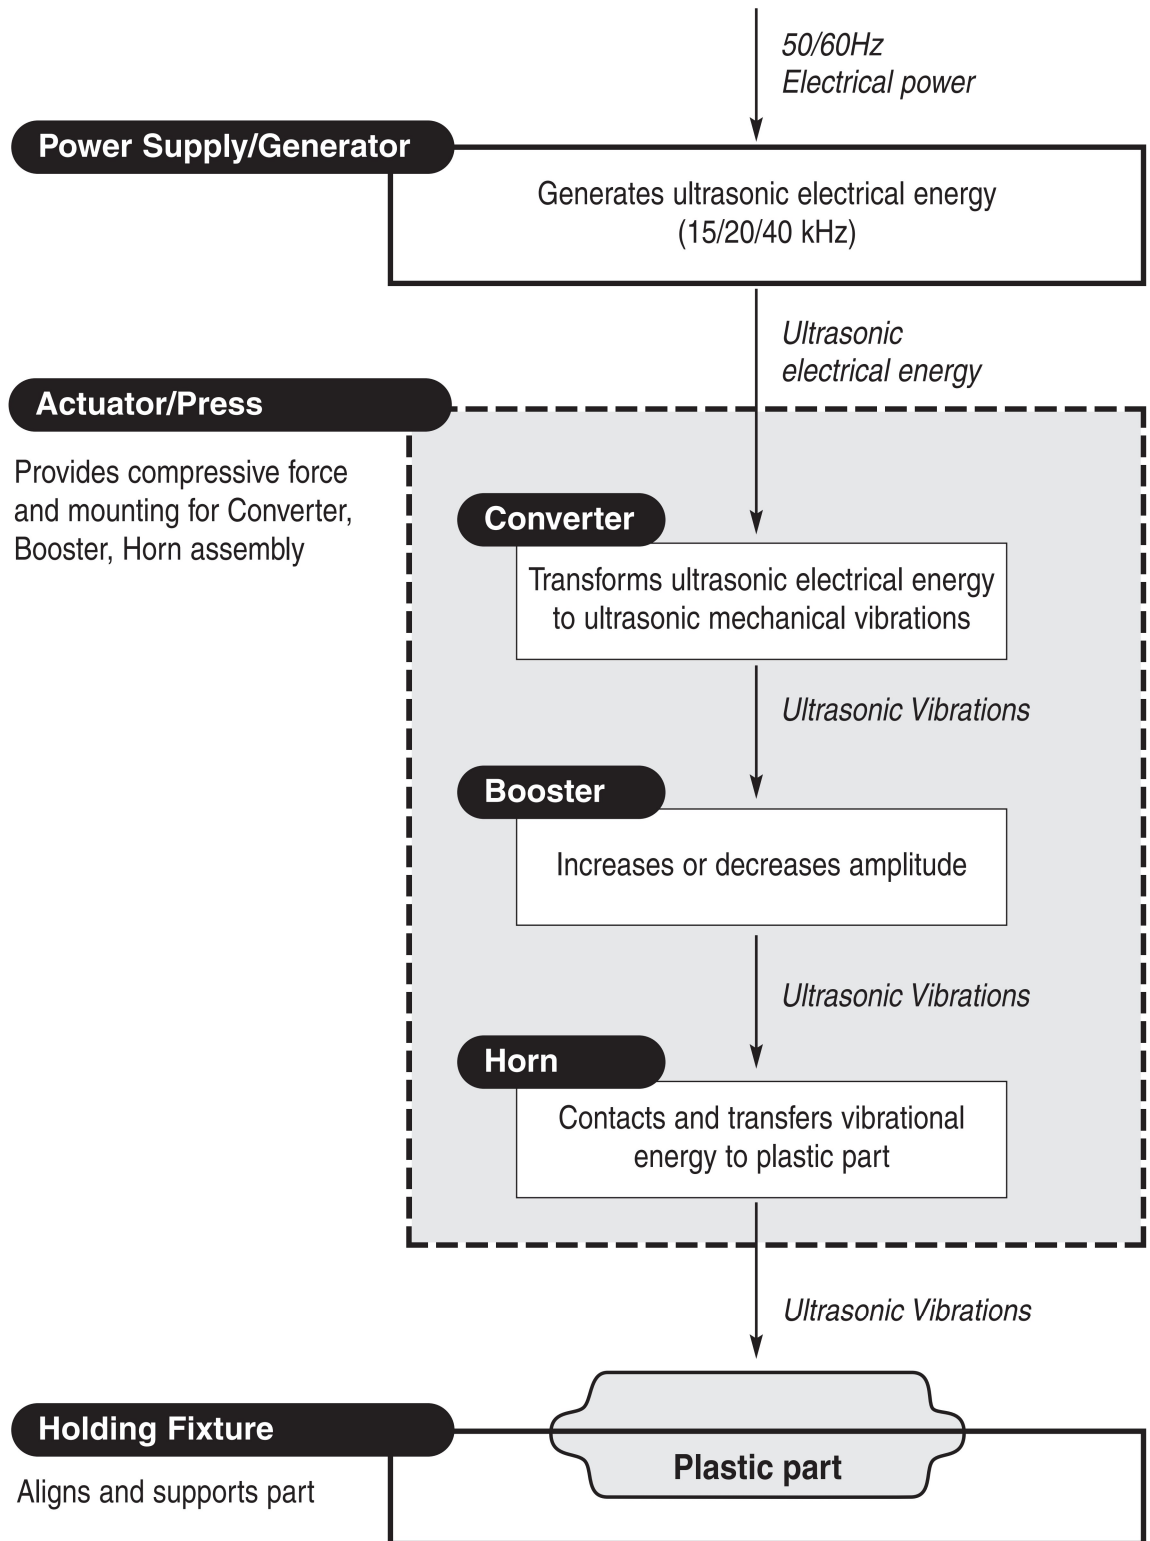 50/60Hz
Electrical power
Power Supply/Generator
Generates ultrasonic electrical energy
(15/20/40 kHz)
Ultrasonic
electrical energy
Actuator/Press
Provides compressive force
and mounting for Converter,
Booster, Horn assembly
Converter
Transforms ultrasonic electrical energy
to ultrasonic mechanical vibrations
Ultrasonic Vibrations
Booster
Increases or decreases amplitude
Ultrasonic Vibrations
Horn
Contacts and transfers vibrational
energy to plastic part
Ultrasonic Vibrations
Holding Fixture
Plastic part
Aligns and supports part